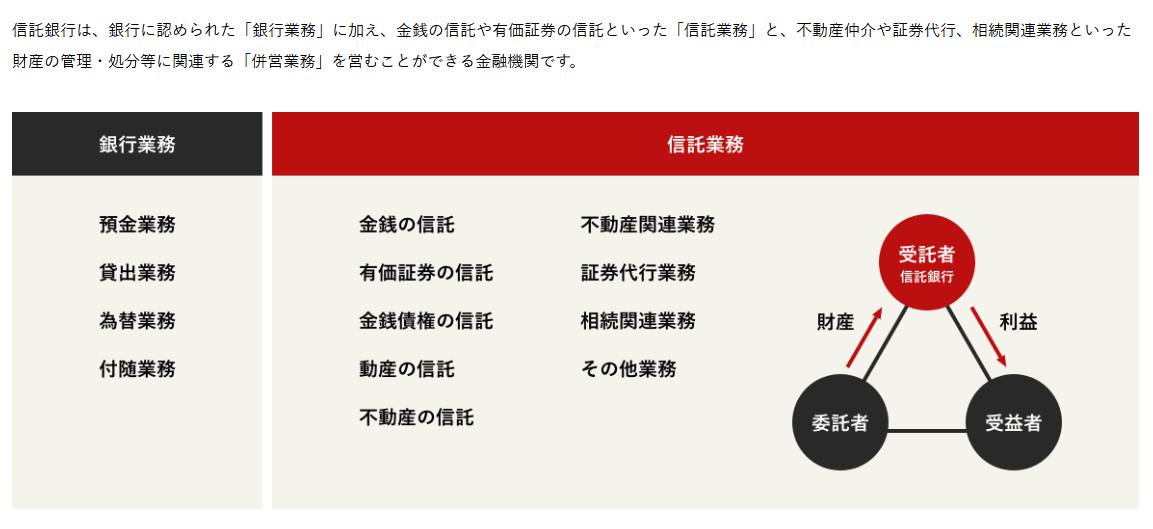 信託銀行は、銀行に認められた「銀行業務」に加え、金銭の信託や有価証券の信託といった「信託業務」と、不動産仲介や証券代行、相続関連業務といった
財産の管理・処分等に関連する「併営業務」を営むことができる金融機関です。
銀行業務
預金業務
貸出業務
為替業務
付随業務
信託業務
金銭の信託
有価証券の信託
金銭債権の信託
動産の信託
不動産の信託
不動産関連業務
証券代行業務
相続関連業務
その他業務
受託者
信託銀行
財産
利益
委託者
受益者